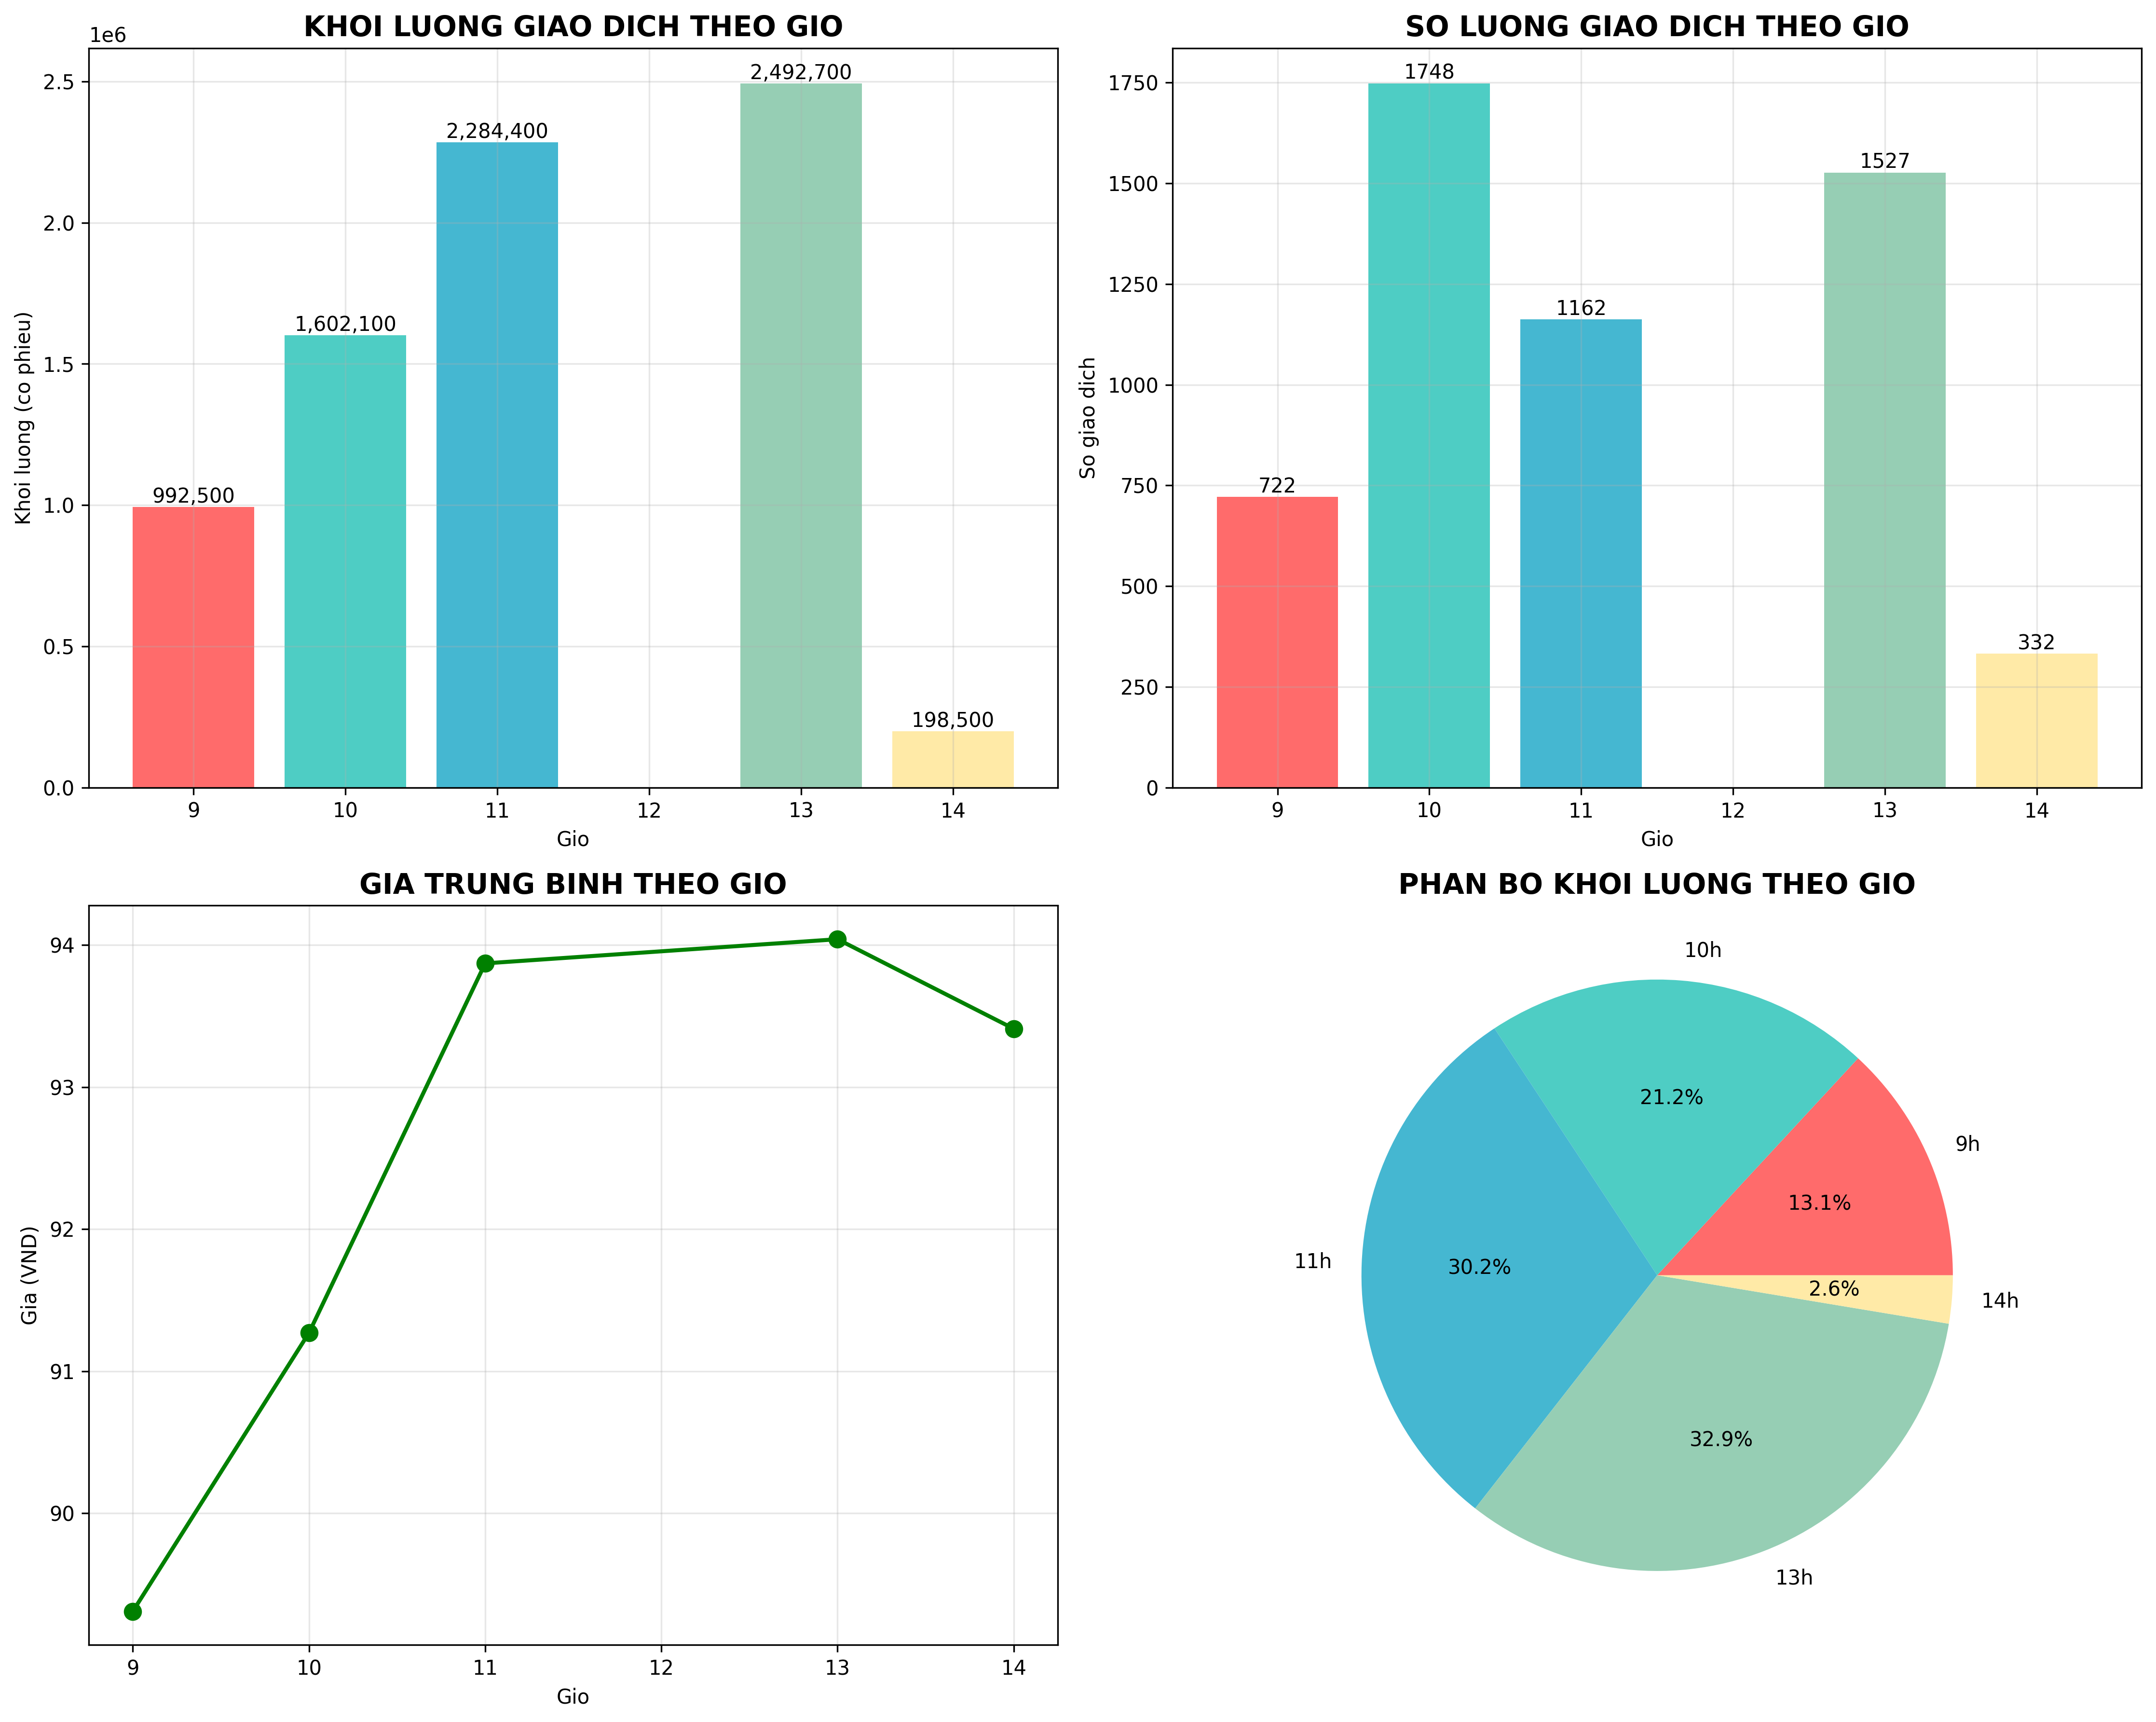 KHOI LUONG GIAO DICH THEO GIO
1e6
2.5
2.0
1.5
1.0
0.5
0.0
Khoi luong (co phieu)
992,500
1,602,100
2,284,400
2,492,700
198,500
9 10 11 12 13 14
Gio
SO LUONG GIAO DICH THEO GIO
1750
1500
1250
1000
750
500
250
0
So giao dich
722
1748
1162
1527
332
9 10 11 12 13 14
Gio
GIA TRUNG BINH THEO GIO
94
93
92
91
90
Gia (VND)
9 10 11 12 13 14
Gio
PHAN BO KHOI LUONG THEO GIO
10h
21.2%
9h
13.1%
11h
30.2%
2.6%
14h
32.9%
13h